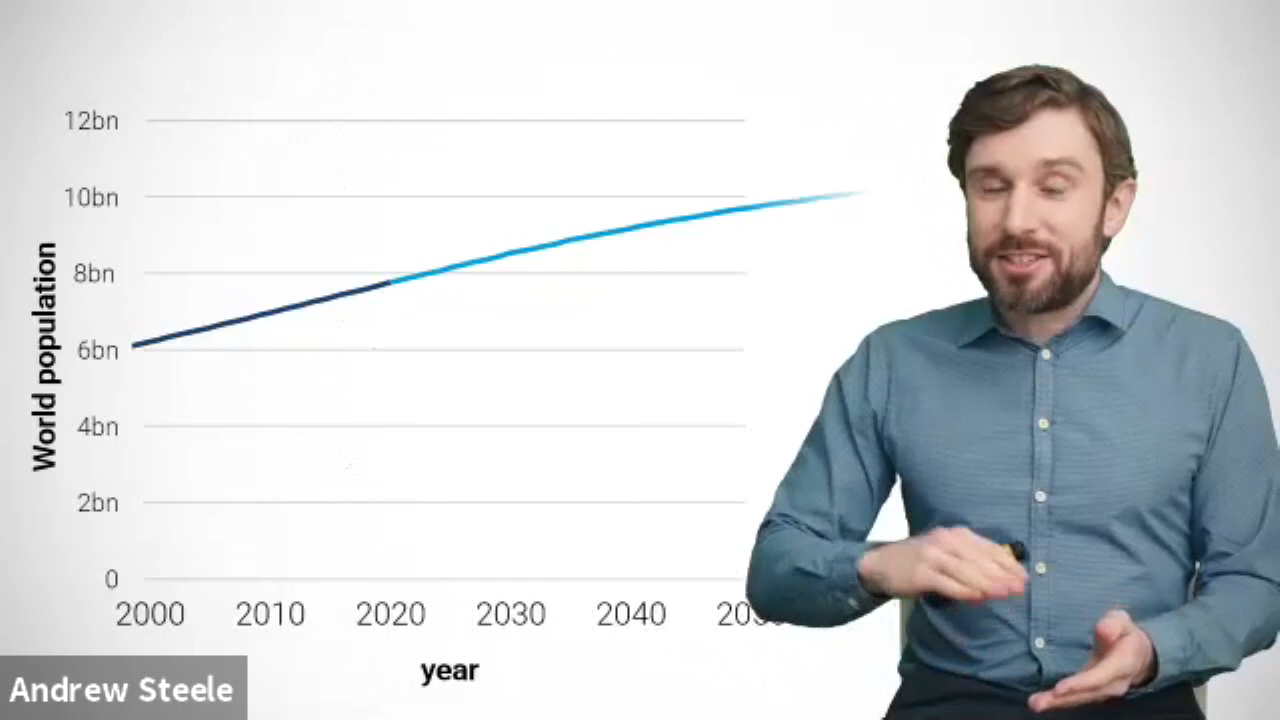 12bn
10bn
8bn
6bn
4bn
2bn
0
World population
2000 2010 2020 2030 2040
year
Andrew Steele